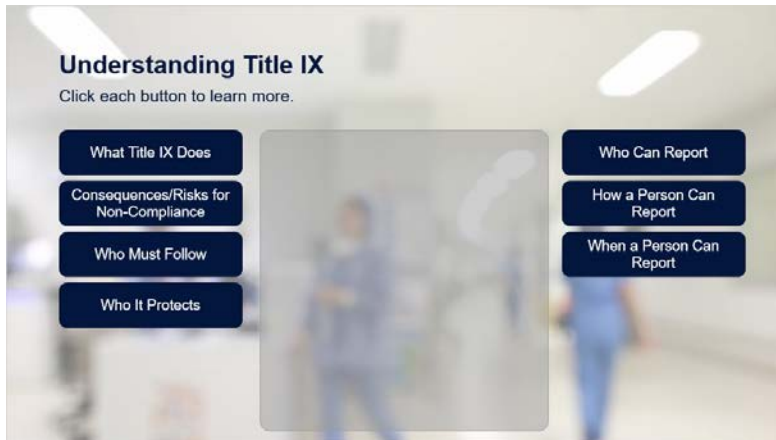 Understanding Title IX
Click each button to learn more.
What Title IX Does
Consequences/Risks for
Non-Compliance
Who Must Follow
Who It Protects
Who Can Report
How a Person Can
Report
When a Person Can
Report